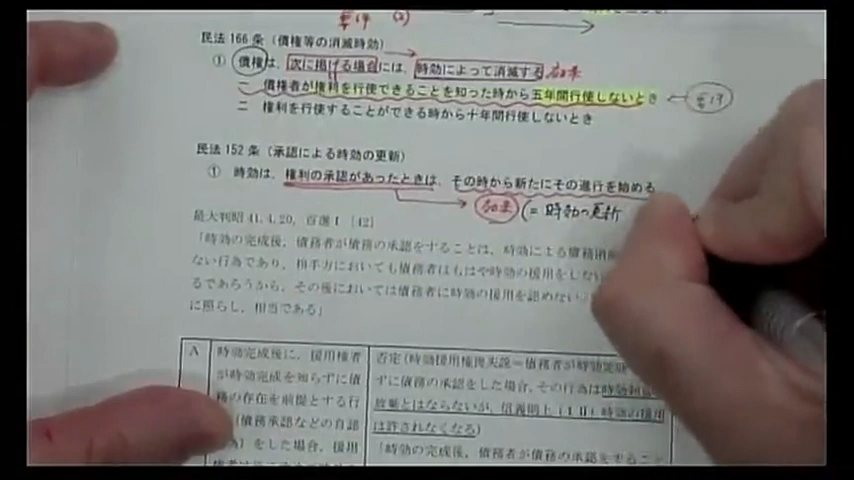 要件 (2)
民法166条(債権等の消滅時効)
① 債権は、次に掲げる場合には、時効によって消滅する 効果
一 債権者が権利を行使できることを知った時から五年間行使しないとき ← 要件
二 権利を行使することができる時から十年間行使しないとき
民法152条(承認による時効の更新)
① 時効は、権利の承認があったときは、その時から新たにその進行を始める
効果 (= 時効の更新
最大判昭41.4.20, 百選Ⅰ [42]
「時効の完成後，債務者が債務の承認をすることは，時効による債務消滅
ない行為であり，相手方においても債務者はもはや時効の援用をしない
るであろうから，その後においては債務者に時効の援用を認めない
に照らし，相当である」
A
時効完成後に，援用権者
が時効完成を知らずに債
務の存在を前提とする行
(債務承認などの自認
をした場合，援用
否定(時効援用権喪失説＝債務者が時効完成
ずに債務の承認をした場合，その行為は時効利益
放棄とはならないが，信義則上(1Ⅱ)時効の援用
は許されなくなる)
「時効の完成後，債務者が債務の承認をすること